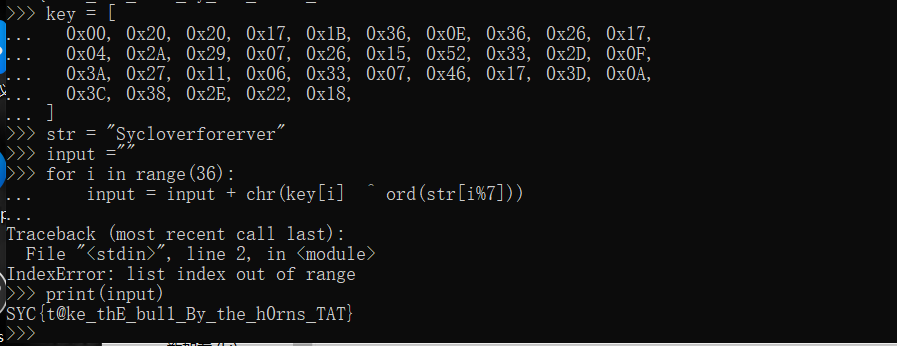 >>> key = [
...     0x00, 0x20, 0x20, 0x17, 0x1B, 0x36, 0x0E, 0x36, 0x26, 0x17,
...     0x04, 0x2A, 0x29, 0x07, 0x26, 0x15, 0x52, 0x33, 0x2D, 0x0F,
...     0x3A, 0x27, 0x11, 0x06, 0x33, 0x07, 0x46, 0x17, 0x3D, 0x0A,
...     0x3C, 0x38, 0x2E, 0x22, 0x18,
... ]
>>> str = "Sycloverforerver"
>>> input =""
>>> for i in range(36):
...     input = input + chr(key[i]  ^ ord(str[i%7]))
...
Traceback (most recent call last):
  File "<stdin>", line 2, in <module>
IndexError: list index out of range
>>> print(input)
SYC{t@ke_thE_bu1l_By_the_h0rns_TAT}
>>>